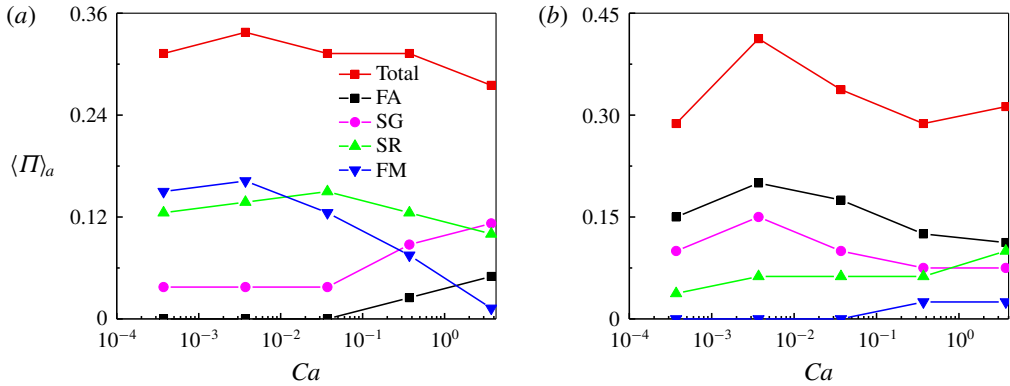 (a)
0.36
0.24
0.12
0
⟨Π⟩a
Total
FA
SG
SR
FM
10⁻⁴ 10⁻³ 10⁻² 10⁻¹ 10⁰
Ca
(b)
0.45
0.30
0.15
0
10⁻⁴ 10⁻³ 10⁻² 10⁻¹ 10⁰
Ca